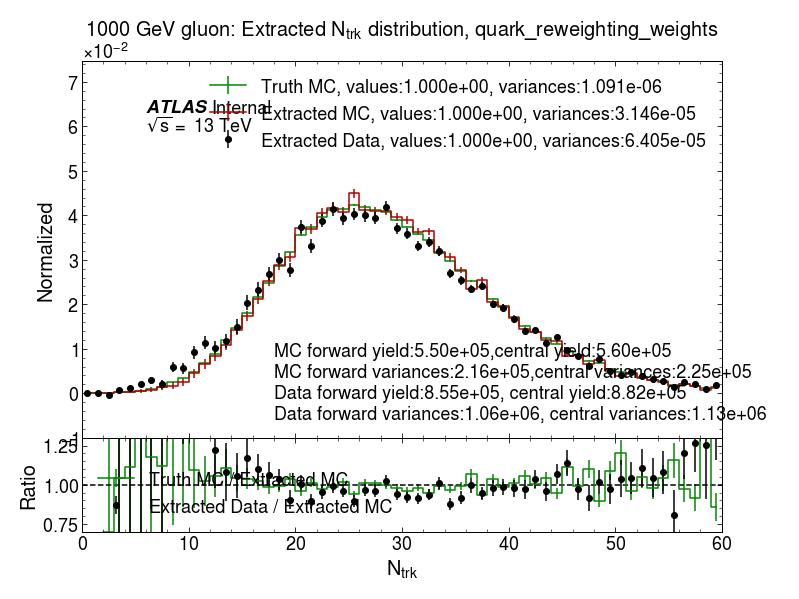 1000 GeV gluon: Extracted Ntrk distribution, quark_reweighting_weights
×10−2
Truth MC, values:1.000e+00, variances:1.091e-06
ATLAS Internal
Extracted MC, values:1.000e+00, variances:3.146e-05
√s = 13 TeV
Extracted Data, values:1.000e+00, variances:6.405e-05
7
6
5
4
3
2
1
0
−1
Normalized
MC forward yield:5.50e+05,central yield:5.60e+05
MC forward variances:2.16e+05,central variances:2.25e+05
Data forward yield:8.55e+05, central yield:8.82e+05
Data forward variances:1.06e+06, central variances:1.13e+06
1.25
1.00
0.75
Ratio
Truth MC / Extracted MC
Extracted Data / Extracted MC
0 10 20 30 40 50 60
Ntrk